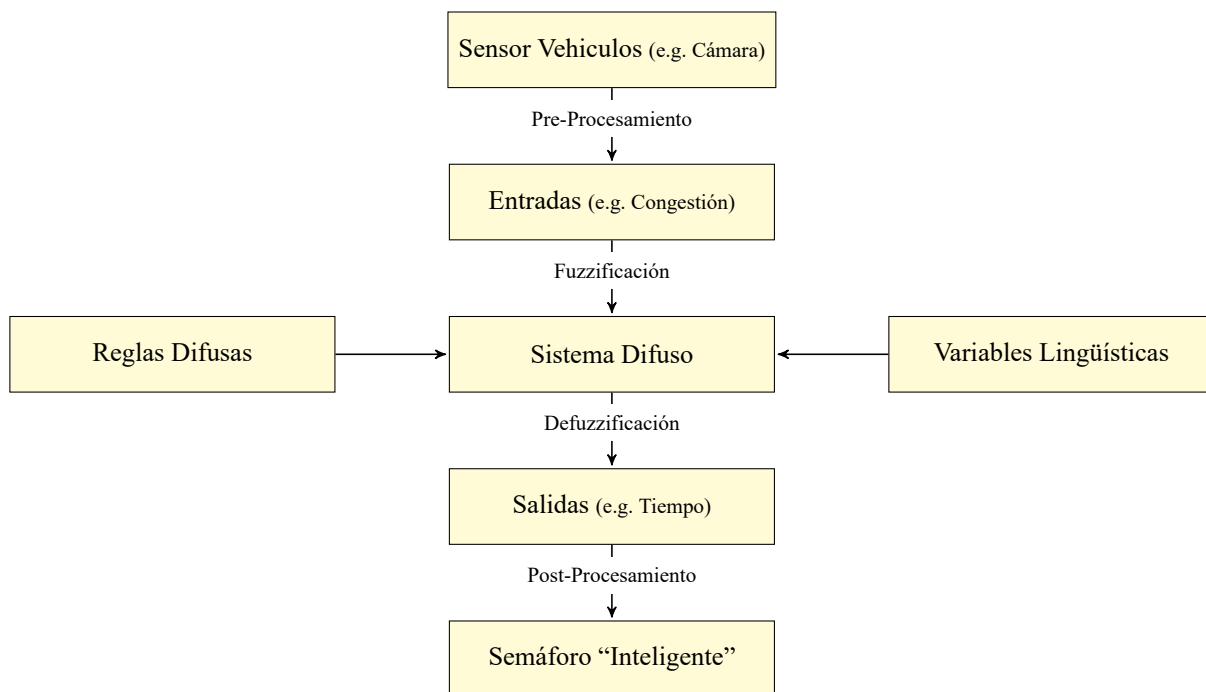 Sensor Vehiculos (e.g. Cámara)
Pre-Procesamiento
Entradas (e.g. Congestión)
Fuzzificación
Reglas Difusas
Sistema Difuso
Variables Lingüísticas
Defuzzificación
Salidas (e.g. Tiempo)
Post-Procesamiento
Semáforo “Inteligente”